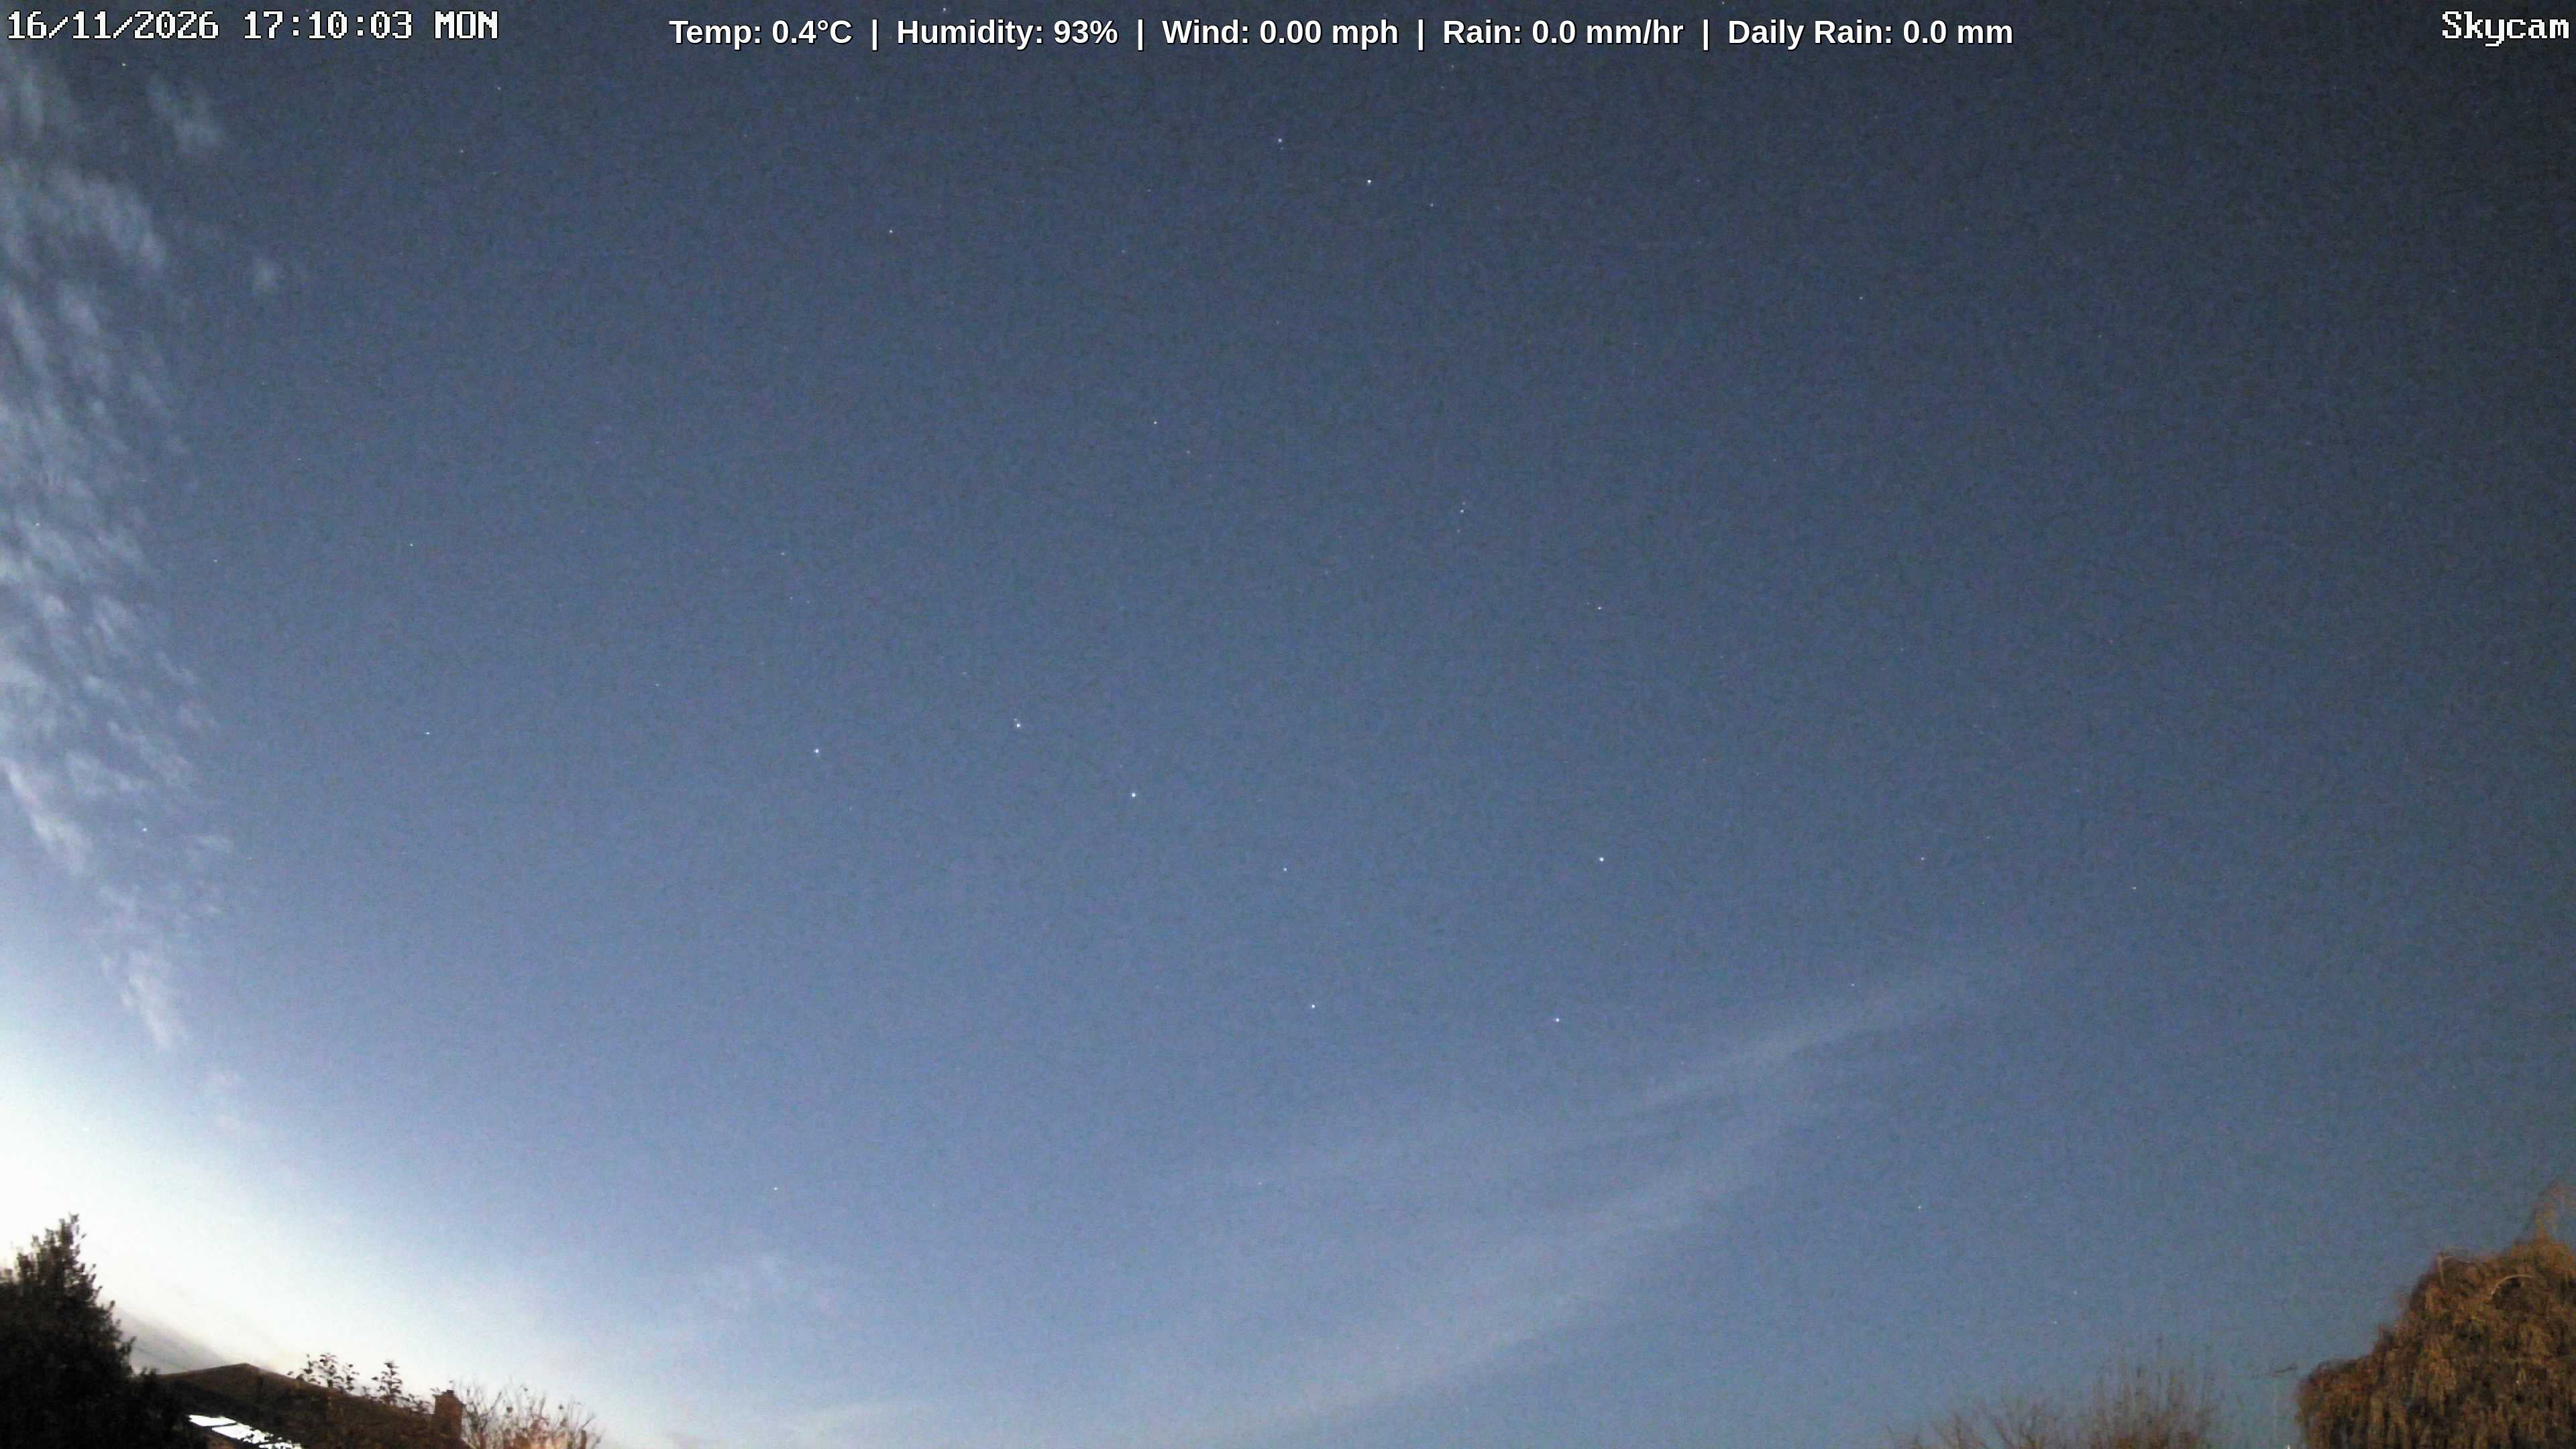 16/11/2026 17:10:03 MON
Temp: 0.4°C | Humidity: 93% | Wind: 0.00 mph | Rain: 0.0 mm/hr | Daily Rain: 0.0 mm
Skycam